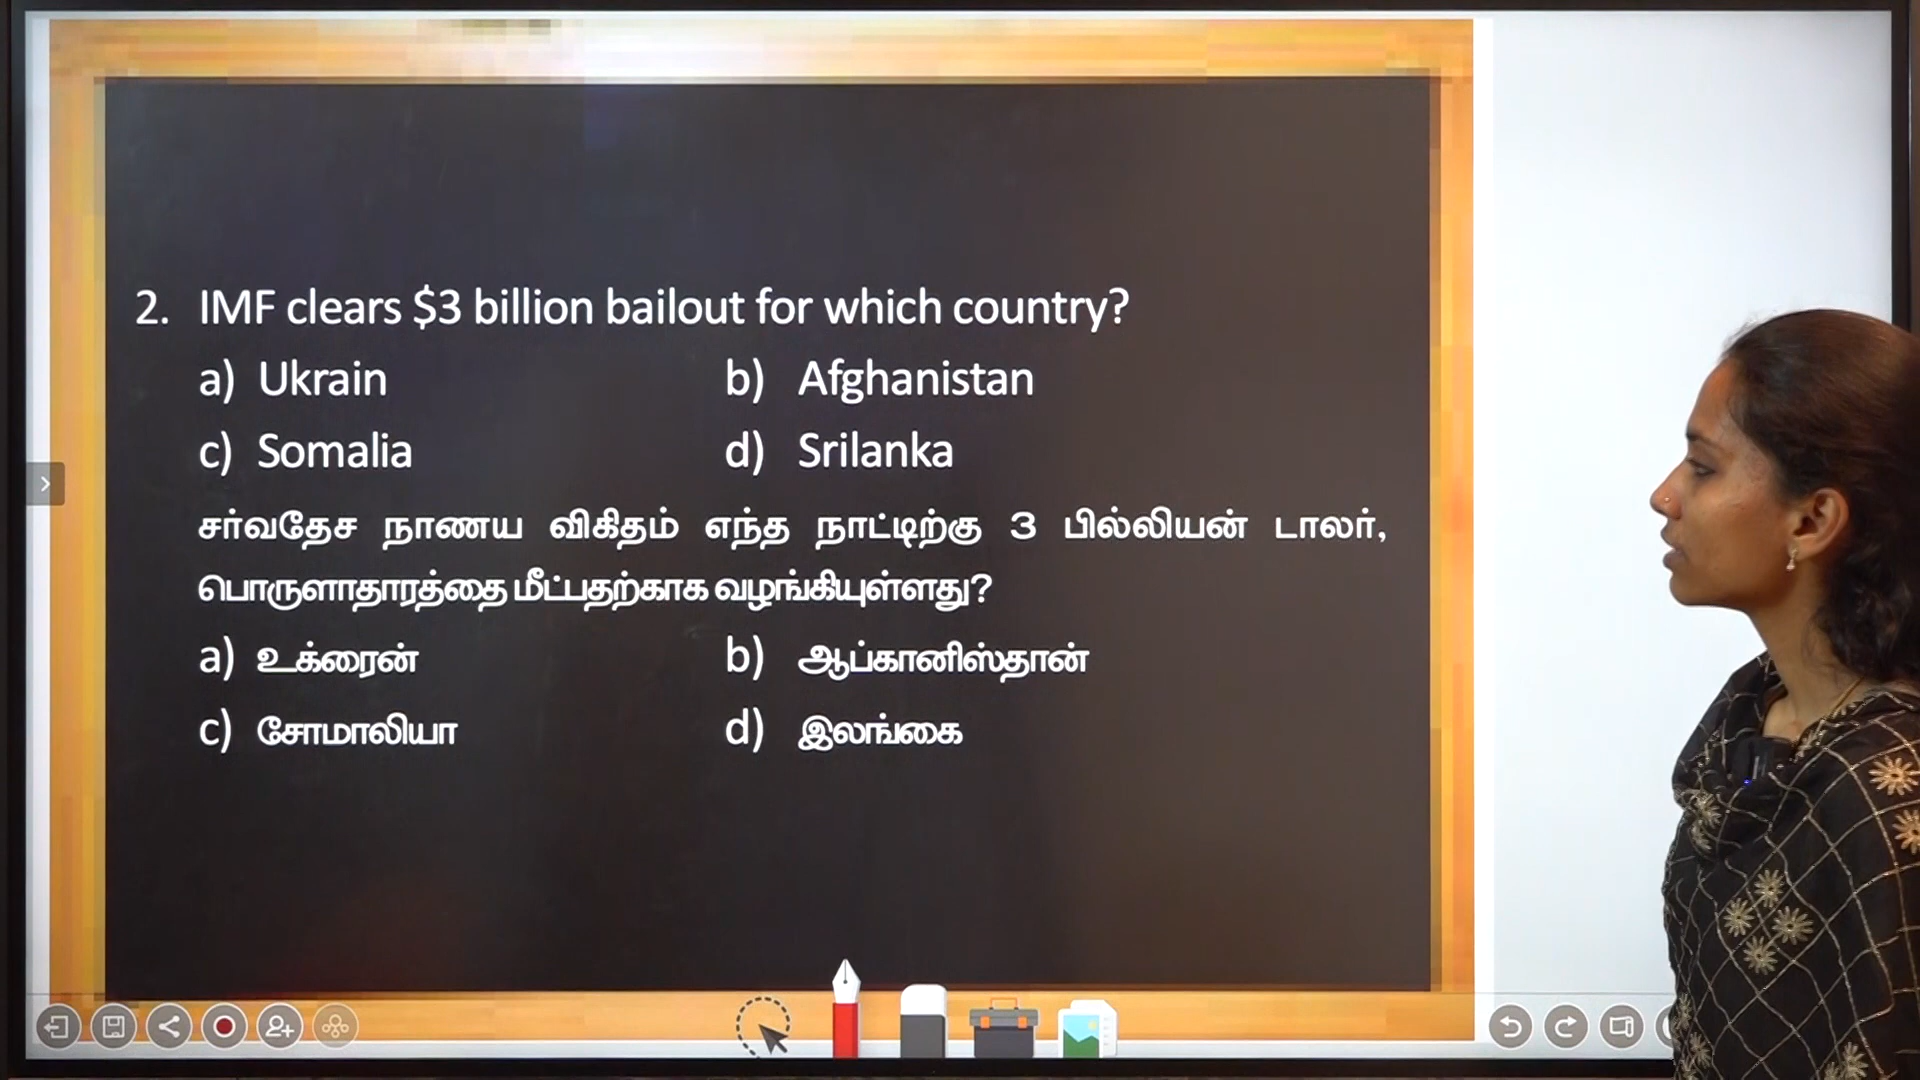 2. IMF clears $3 billion bailout for which country?
a) Ukrain b) Afghanistan
c) Somalia d) Srilanka
சர்வதேச நாணய விகிதம் எந்த நாட்டிற்கு 3 பில்லியன் டாலர்,
பொருளாதாரத்தை மீட்பதற்காக வழங்கியுள்ளது?
a) உக்ரைன் b) ஆப்கானிஸ்தான்
c) சோமாலியா d) இலங்கை